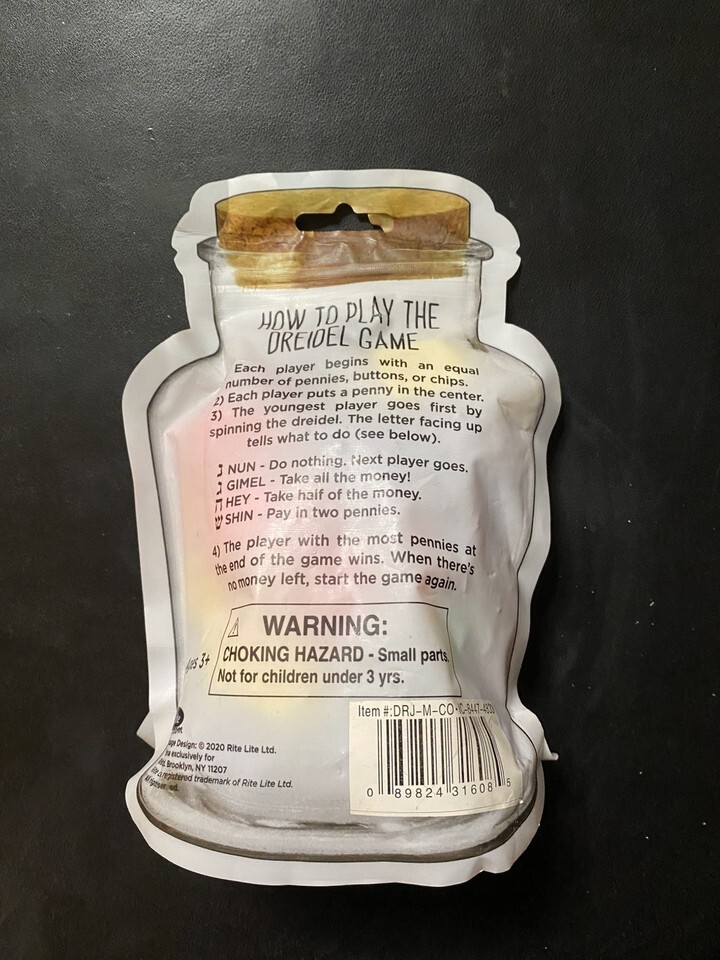 HOW TO PLAY THE
DREIDEL GAME
Each player begins with an equal
number of pennies, buttons, or chips.
2) Each player puts a penny in the center.
3) The youngest player goes first by
spinning the dreidel. The letter facing up
tells what to do (see below).
נ NUN - Do nothing. Next player goes.
ג GIMEL - Take all the money!
ה HEY - Take half of the money.
ש SHIN - Pay in two pennies.
4) The player with the most pennies at
the end of the game wins. When there's
no money left, start the game again.
WARNING:
CHOKING HAZARD - Small parts.
Not for children under 3 yrs.
3+
Item #:DRJ-M-CO
Design: © 2020 Rite Lite Ltd.
exclusively for
Brooklyn, NY 11207
registered trademark of Rite Lite Ltd.
0 89824 31608 5